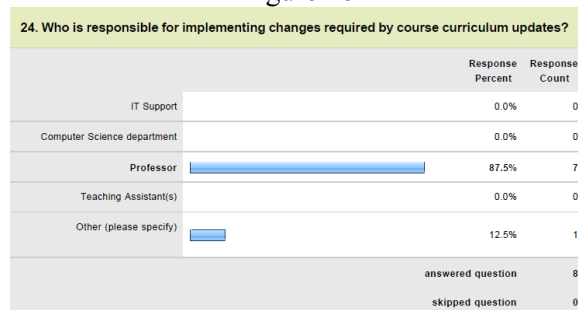 24. Who is responsible for implementing changes required by course curriculum updates?
Response Percent Response Count
IT Support 0.0% 0
Computer Science department 0.0% 0
Professor 87.5% 7
Teaching Assistant(s) 0.0% 0
Other (please specify) 12.5% 1
answered question 8
skipped question 0